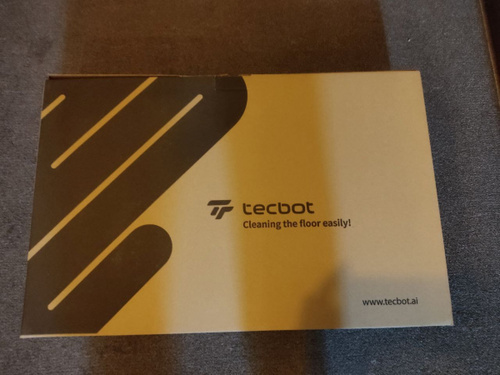 tecbot
Cleaning the floor easily!
www.tecbot.ai